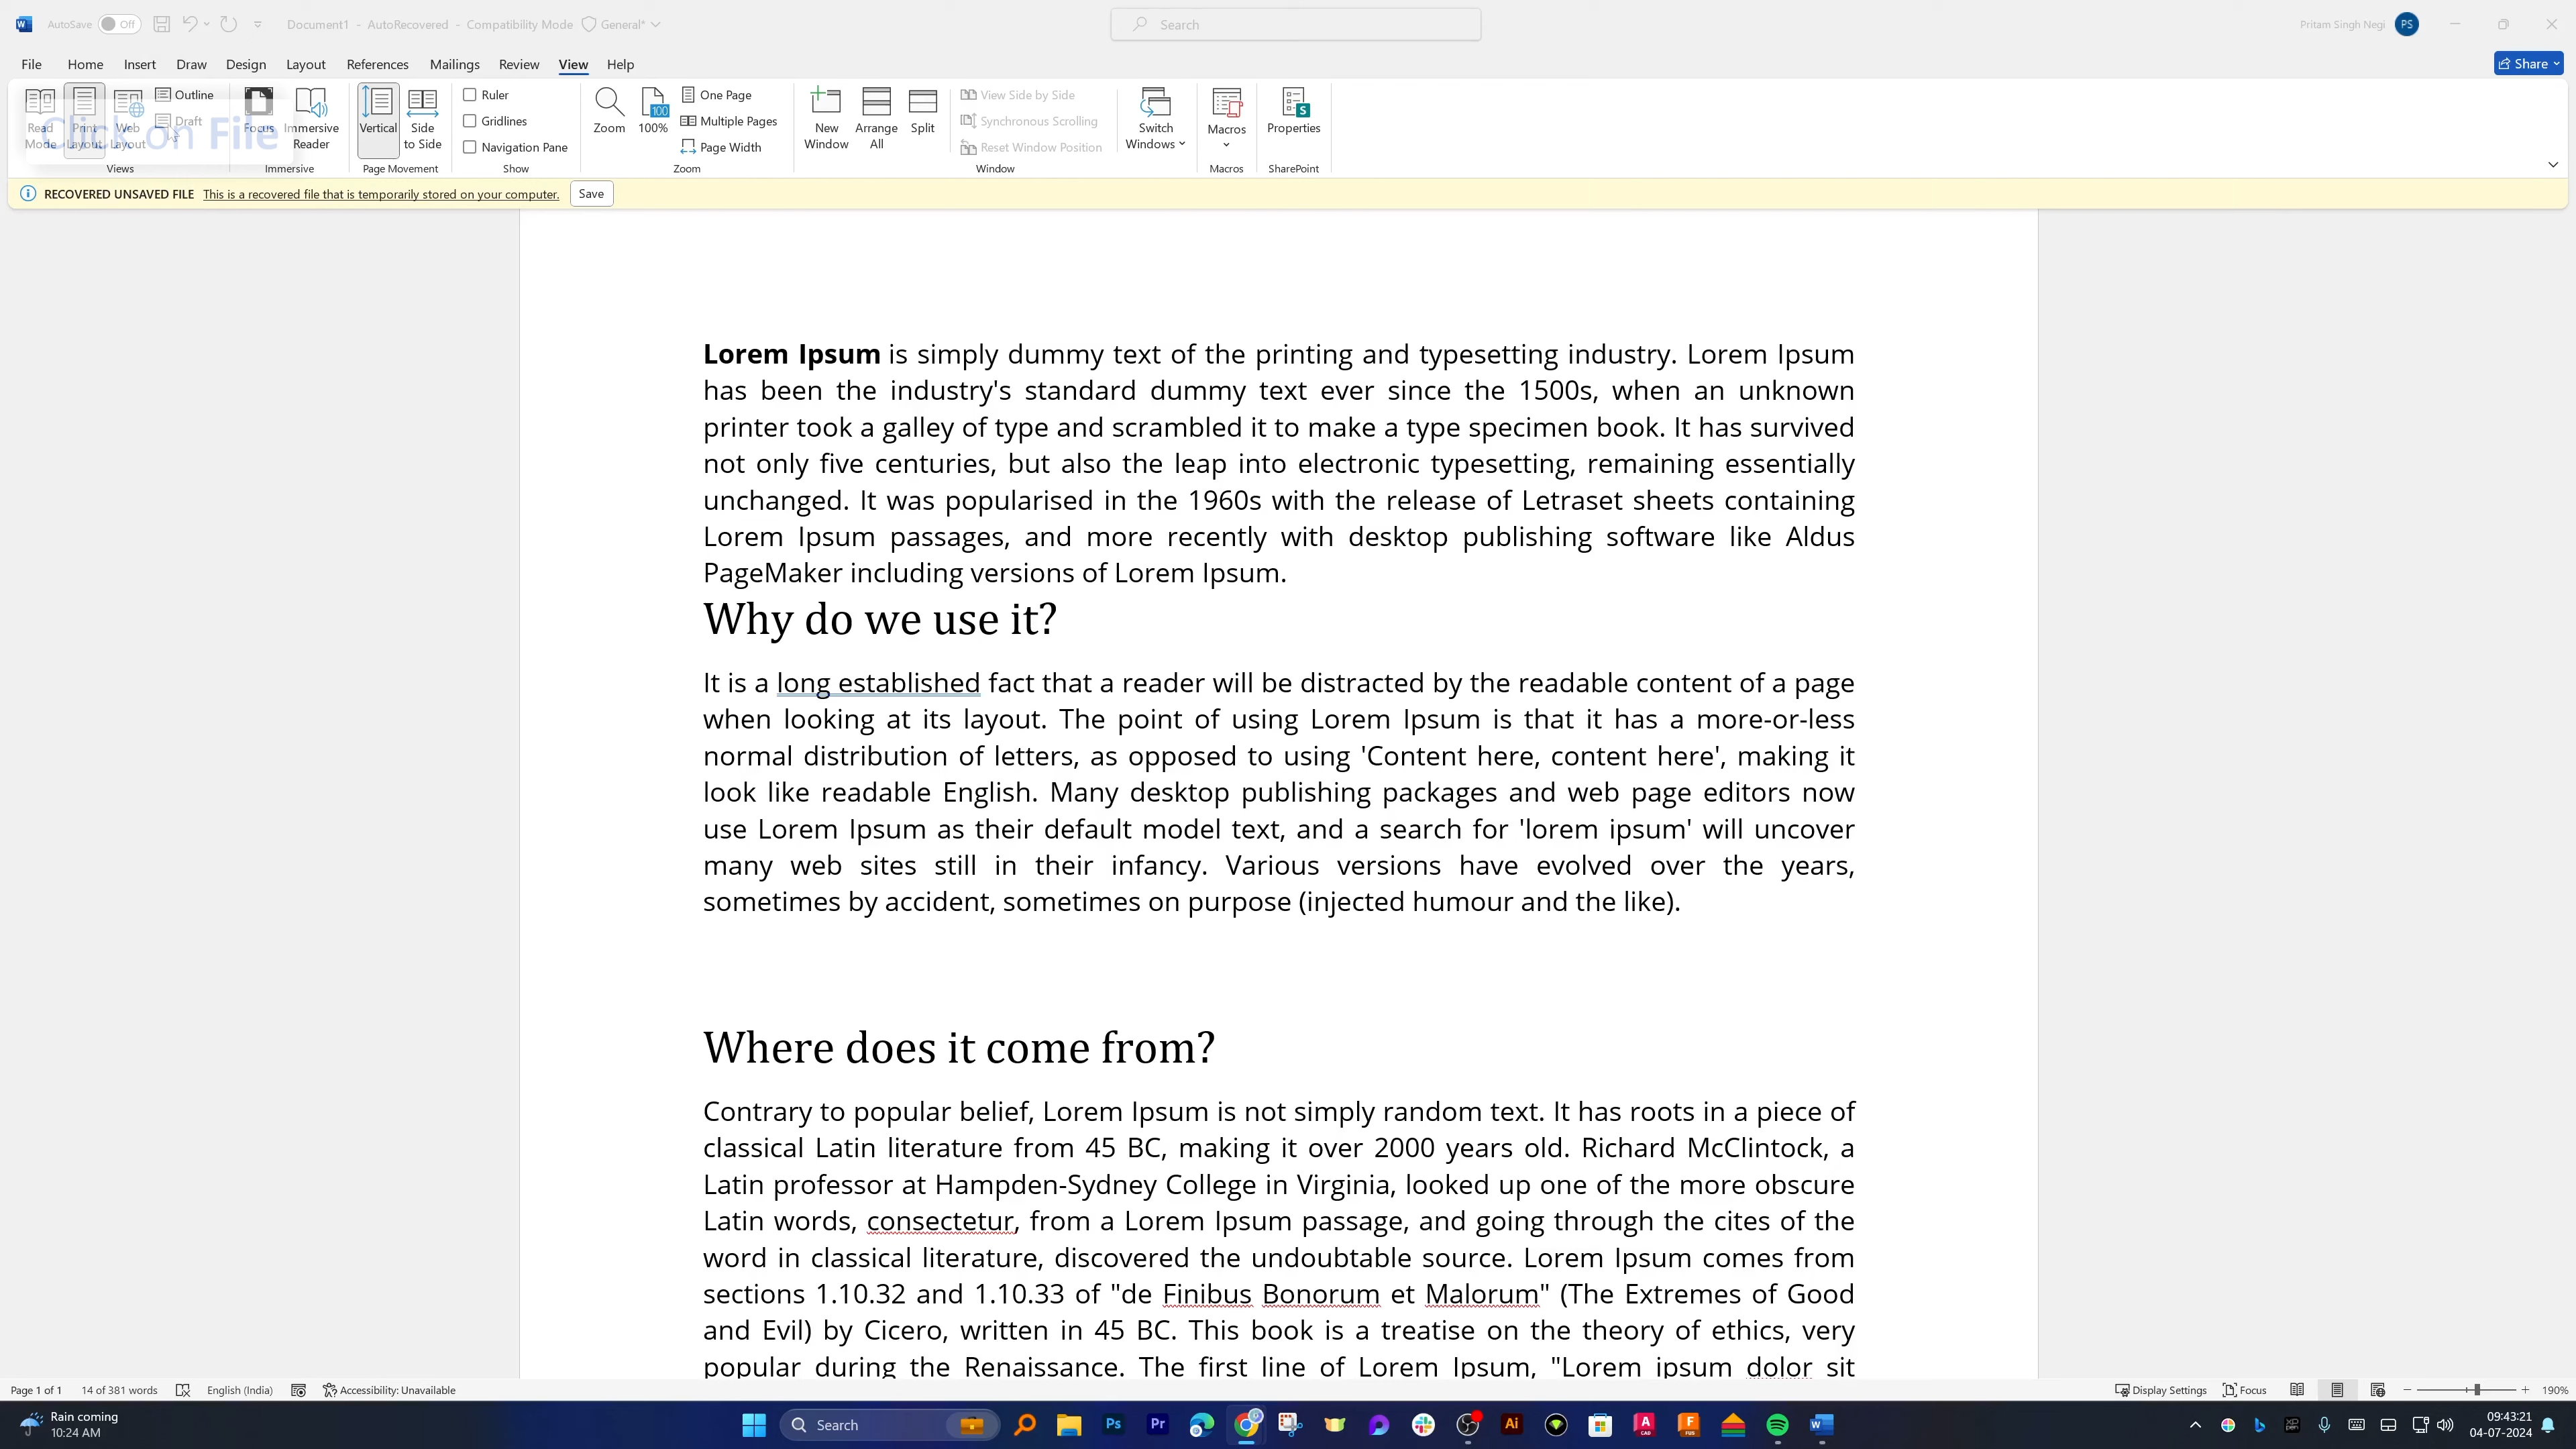 AutoSave Off Document1 - AutoRecovered - Compatibility Mode General* Search Pritam Singh Negi PS
File Home Insert Draw Design Layout References Mailings Review View Help Share
Read Mode
Print Layout
Web Layout
Outline
Draft
Views
Click on File
Focus
Immersive Reader
Immersive
Vertical
Side to Side
Page Movement
Ruler
Gridlines
Navigation Pane
Show
Zoom
100%
One Page
Multiple Pages
Page Width
Zoom
New Window
Arrange All
Split
View Side by Side
Synchronous Scrolling
Reset Window Position
Window
Switch Windows
Macros
Macros
Properties
SharePoint
RECOVERED UNSAVED FILE This is a recovered file that is temporarily stored on your computer. Save
Lorem Ipsum is simply dummy text of the printing and typesetting industry. Lorem Ipsum
has been the industry's standard dummy text ever since the 1500s, when an unknown
printer took a galley of type and scrambled it to make a type specimen book. It has survived
not only five centuries, but also the leap into electronic typesetting, remaining essentially
unchanged. It was popularised in the 1960s with the release of Letraset sheets containing
Lorem Ipsum passages, and more recently with desktop publishing software like Aldus
PageMaker including versions of Lorem Ipsum.
Why do we use it?
It is a long established fact that a reader will be distracted by the readable content of a page
when looking at its layout. The point of using Lorem Ipsum is that it has a more-or-less
normal distribution of letters, as opposed to using 'Content here, content here', making it
look like readable English. Many desktop publishing packages and web page editors now
use Lorem Ipsum as their default model text, and a search for 'lorem ipsum' will uncover
many web sites still in their infancy. Various versions have evolved over the years,
sometimes by accident, sometimes on purpose (injected humour and the like).
Where does it come from?
Contrary to popular belief, Lorem Ipsum is not simply random text. It has roots in a piece of
classical Latin literature from 45 BC, making it over 2000 years old. Richard McClintock, a
Latin professor at Hampden-Sydney College in Virginia, looked up one of the more obscure
Latin words, consectetur, from a Lorem Ipsum passage, and going through the cites of the
word in classical literature, discovered the undoubtable source. Lorem Ipsum comes from
sections 1.10.32 and 1.10.33 of "de Finibus Bonorum et Malorum" (The Extremes of Good
and Evil) by Cicero, written in 45 BC. This book is a treatise on the theory of ethics, very
popular during the Renaissance. The first line of Lorem Ipsum, "Lorem ipsum dolor sit
Page 1 of 1 14 of 381 words English (India) Accessibility: Unavailable Display Settings Focus 190%
Rain coming
10:24 AM
Search
09:43:21
04-07-2024